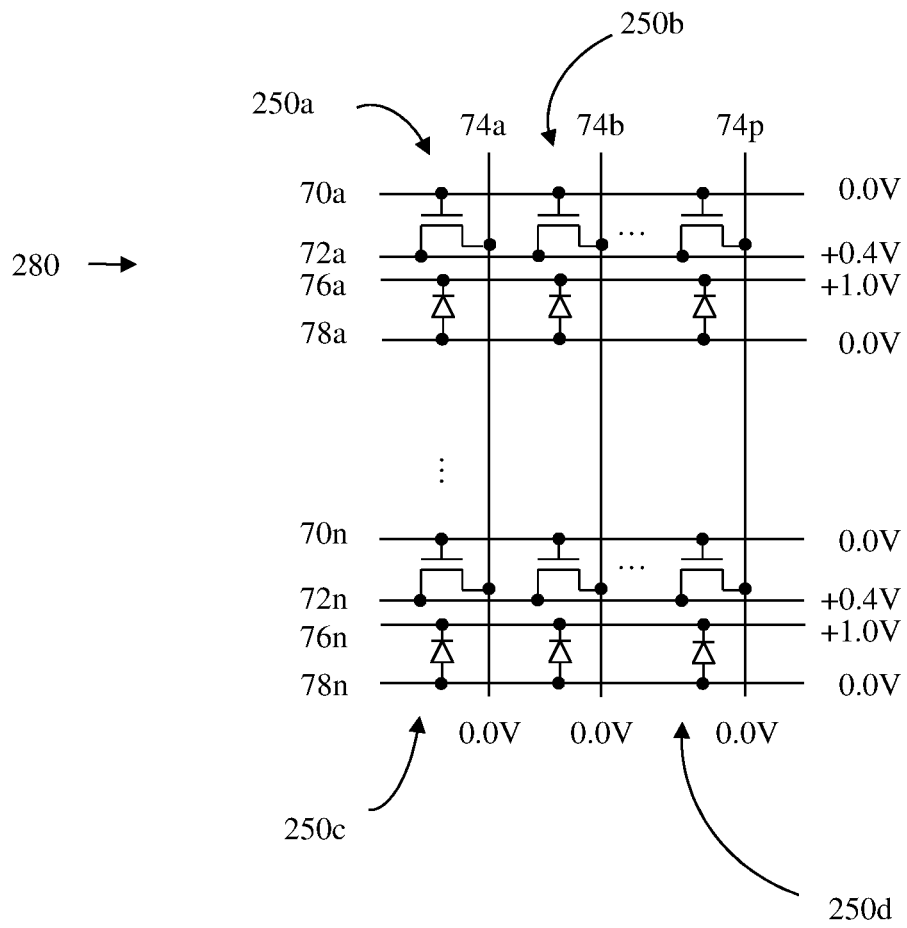 250b
250a
74a 74b 74p
70a 0.0V
...
72a +0.4V
280
76a +1.0V
78a 0.0V
...
70n 0.0V
...
72n +0.4V
76n +1.0V
78n 0.0V
0.0V 0.0V 0.0V
250c
250d